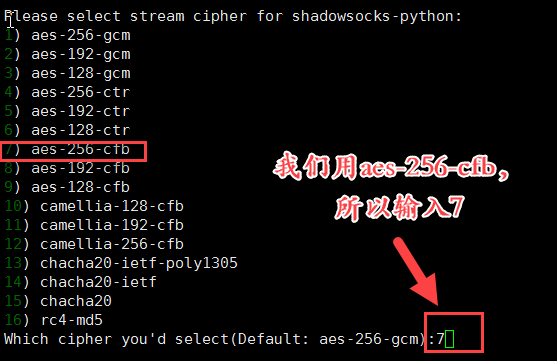 Please select stream cipher for shadowsocks-python:
1) aes-256-gcm
2) aes-192-gcm
3) aes-128-gcm
4) aes-256-ctr
5) aes-192-ctr
6) aes-128-ctr
7) aes-256-cfb
8) aes-192-cfb
9) aes-128-cfb
10) camellia-128-cfb
11) camellia-192-cfb
12) camellia-256-cfb
13) chacha20-ietf-poly1305
14) chacha20-ietf
15) chacha20
16) rc4-md5
Which cipher you'd select(Default: aes-256-gcm):7
我们用aes-256-cfb,
所以输入7